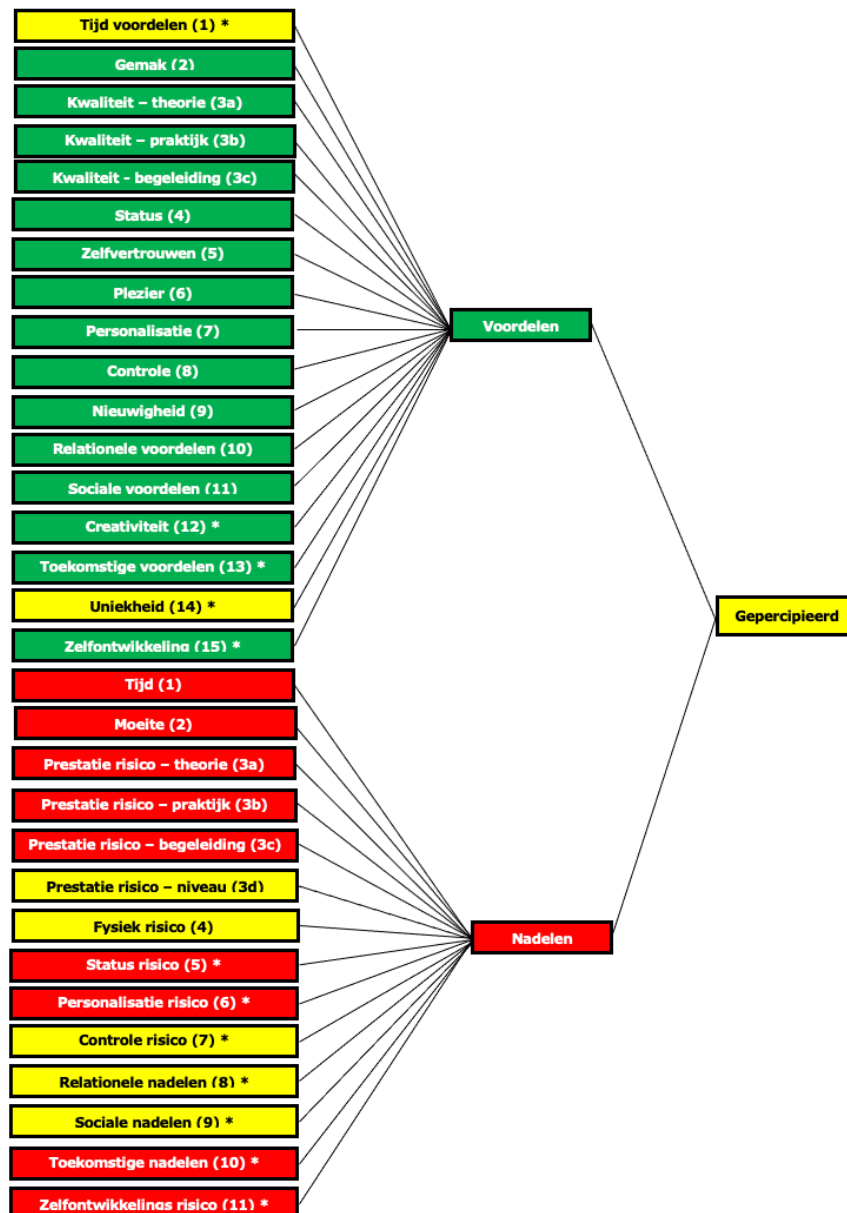 Tijd voordelen (1) *
Gemak (2)
Kwaliteit – theorie (3a)
Kwaliteit – praktijk (3b)
Kwaliteit - begeleiding (3c)
Status (4)
Zelfvertrouwen (5)
Plezier (6)
Personalisatie (7)
Controle (8)
Nieuwigheid (9)
Relationele voordelen (10)
Sociale voordelen (11)
Creativiteit (12) *
Toekomstige voordelen (13) *
Uniekheid (14) *
Zelfontwikkeling (15) *
Voordelen
Gepercipieerd
Tijd (1)
Moeite (2)
Prestatie risico – theorie (3a)
Prestatie risico – praktijk (3b)
Prestatie risico – begeleiding (3c)
Prestatie risico – niveau (3d)
Fysiek risico (4)
Status risico (5) *
Personalisatie risico (6) *
Controle risico (7) *
Relationele nadelen (8) *
Sociale nadelen (9) *
Toekomstige nadelen (10) *
Zelfontwikkelings risico (11) *
Nadelen